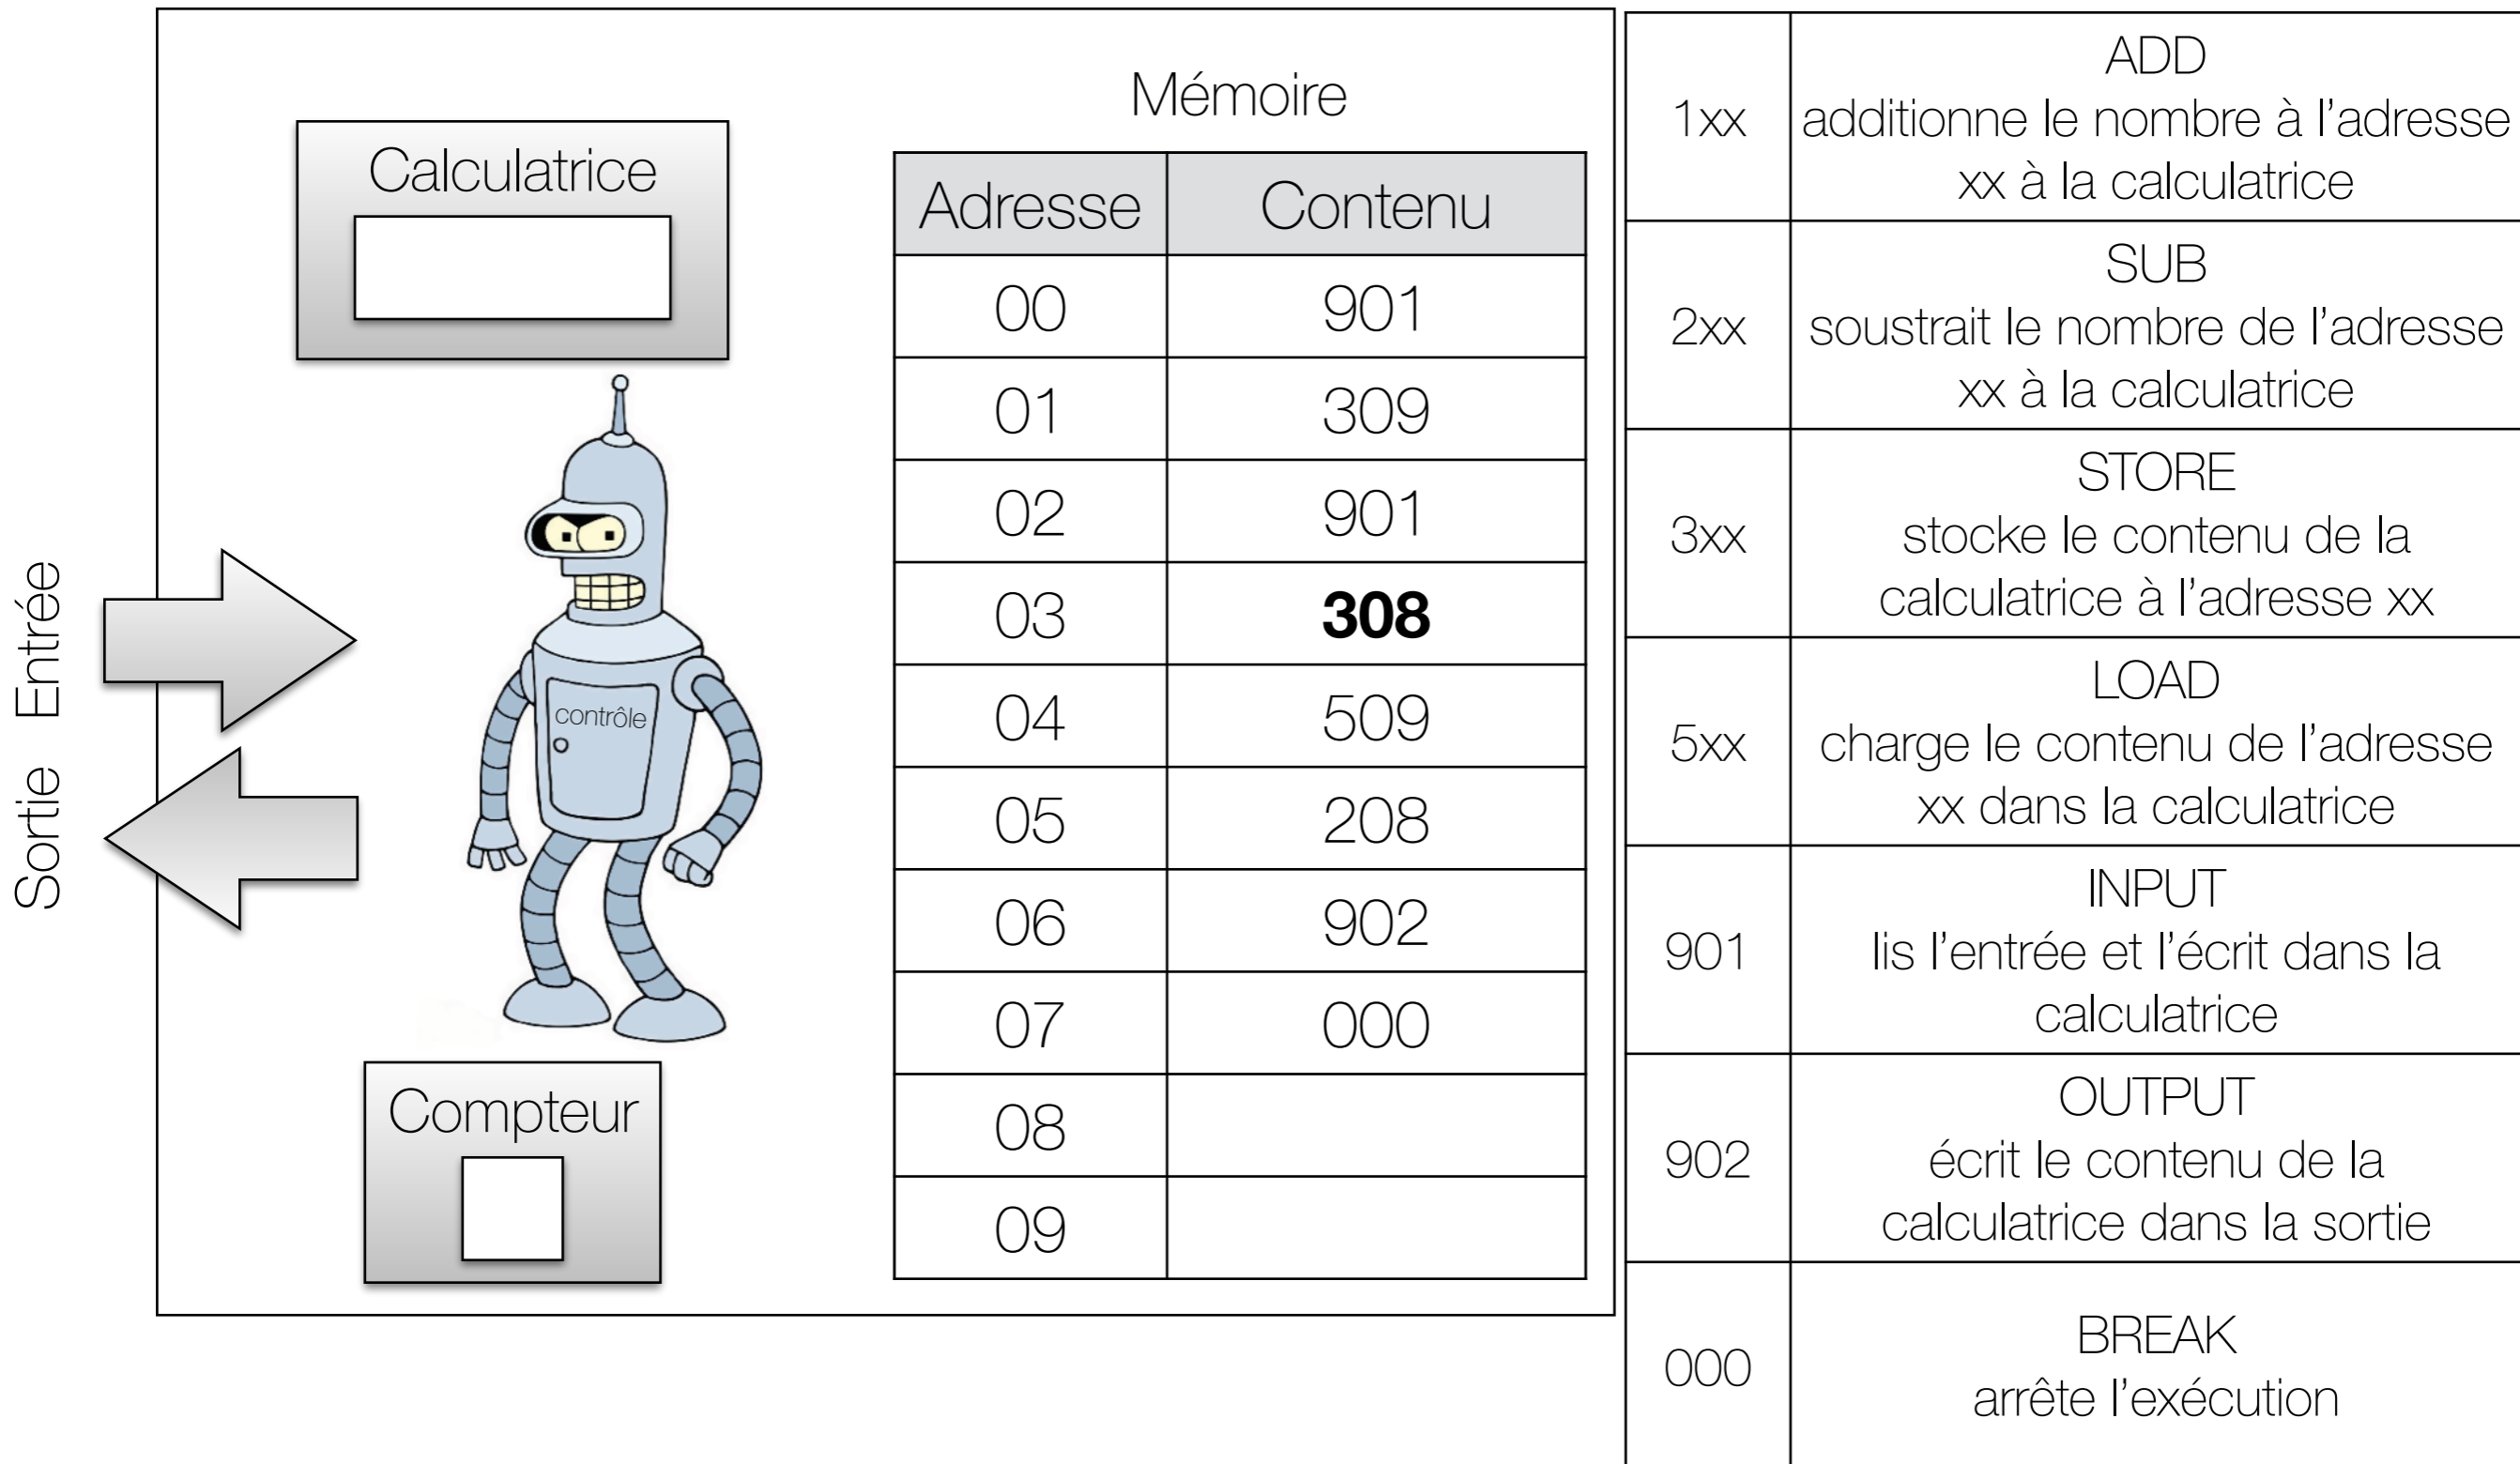 Entrée
Sortie
Calculatrice
contrôle
Compteur
Mémoire
Adresse Contenu
00 901
01 309
02 901
03 308
04 509
05 208
06 902
07 000
08
09
1xx
ADD
additionne le nombre à l'adresse
xx à la calculatrice
2xx
SUB
soustrait le nombre de l'adresse
xx à la calculatrice
3xx
STORE
stocke le contenu de la
calculatrice à l'adresse xx
5xx
LOAD
charge le contenu de l'adresse
xx dans la calculatrice
901
INPUT
lis l'entrée et l'écrit dans la
calculatrice
902
OUTPUT
écrit le contenu de la
calculatrice dans la sortie
000
BREAK
arrête l'exécution